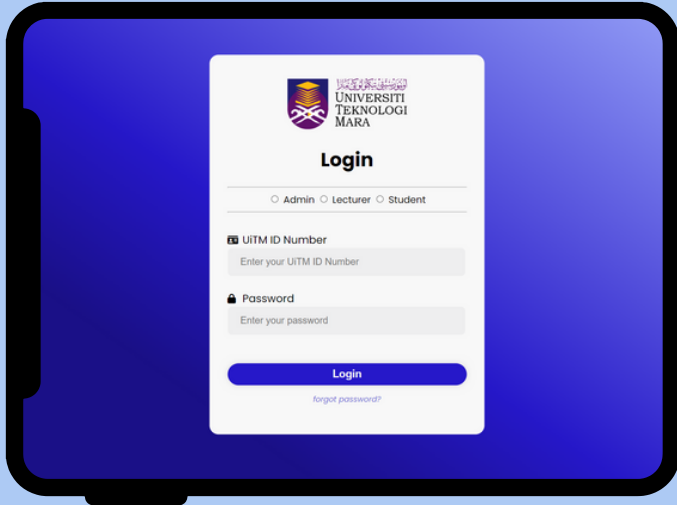 UNIVERSITI
TEKNOLOGI
MARA
Login
Admin Lecturer Student
UiTM ID Number
Enter your UiTM ID Number
Password
Enter your password
Login
forgot password?